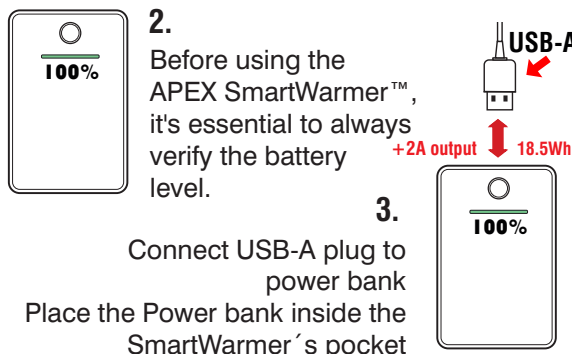 100%
2.
Before using the
APEX SmartWarmer™,
it's essential to always
verify the battery
level.
USB-A
+2A output 18.5Wh
100%
3.
Connect USB-A plug to
power bank
Place the Power bank inside the
SmartWarmer´s pocket